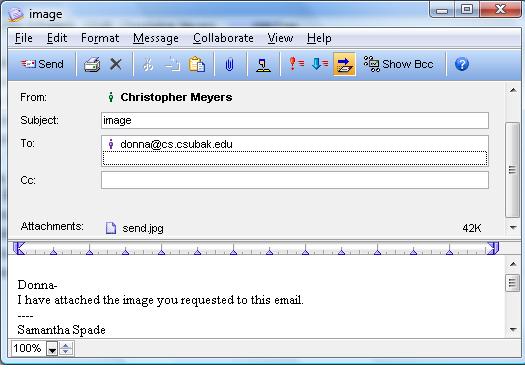 image
File Edit Format Message Collaborate View Help
Send Show Bcc
From: Christopher Meyers
Subject: image
To: donna@cs.csubak.edu
Cc:
Attachments: send.jpg 42K
Donna-
I have attached the image you requested to this email.
----
Samantha Spade
100%